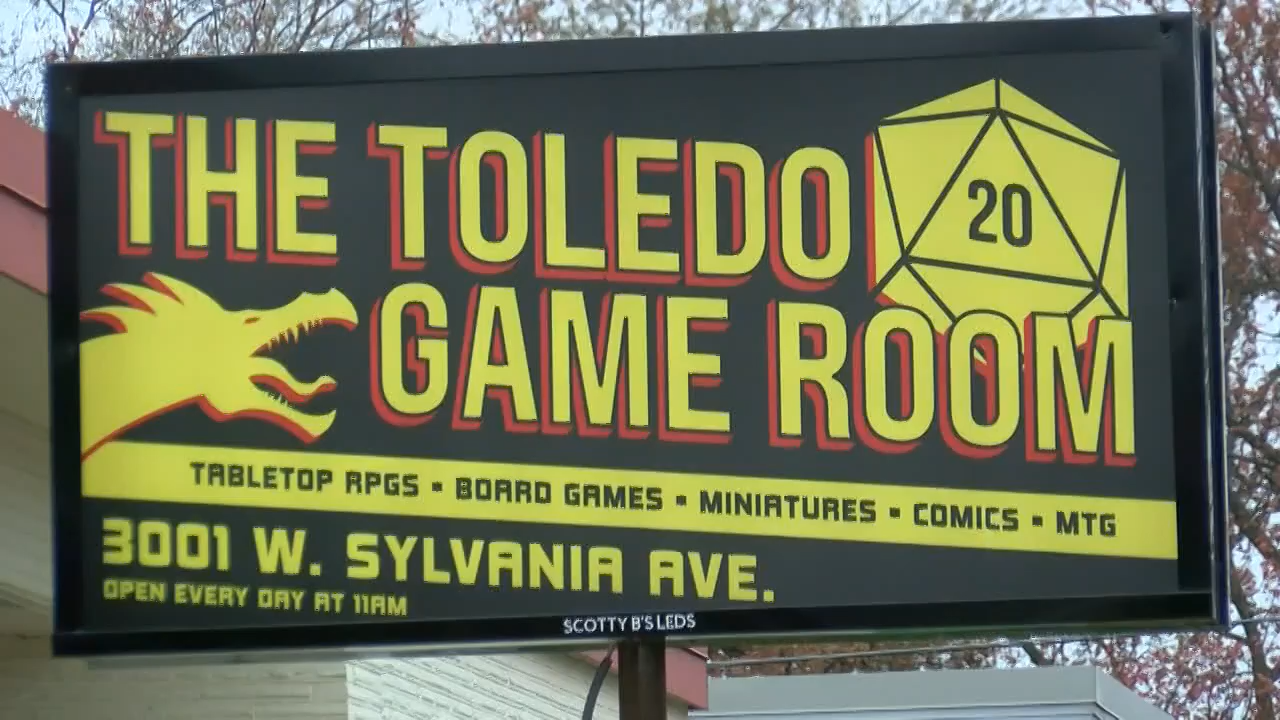 THE TOLEDO
20
GAME ROOM
TABLETOP RPGS ▪ BOARD GAMES ▪ MINIATURES ▪ COMICS ▪ MTG
3001 W. SYLVANIA AVE.
OPEN EVERY DAY AT 11AM
SCOTTY B'S LEDS